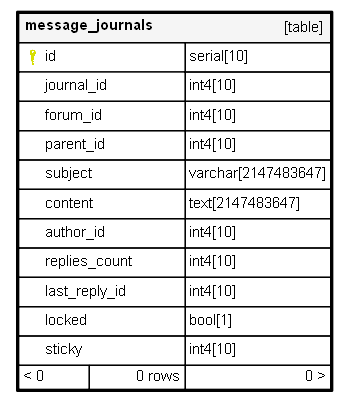 message_journals [table]
id serial[10]
journal_id int4[10]
forum_id int4[10]
parent_id int4[10]
subject varchar[2147483647]
content text[2147483647]
author_id int4[10]
replies_count int4[10]
last_reply_id int4[10]
locked bool[1]
sticky int4[10]
< 0 0 rows 0 >